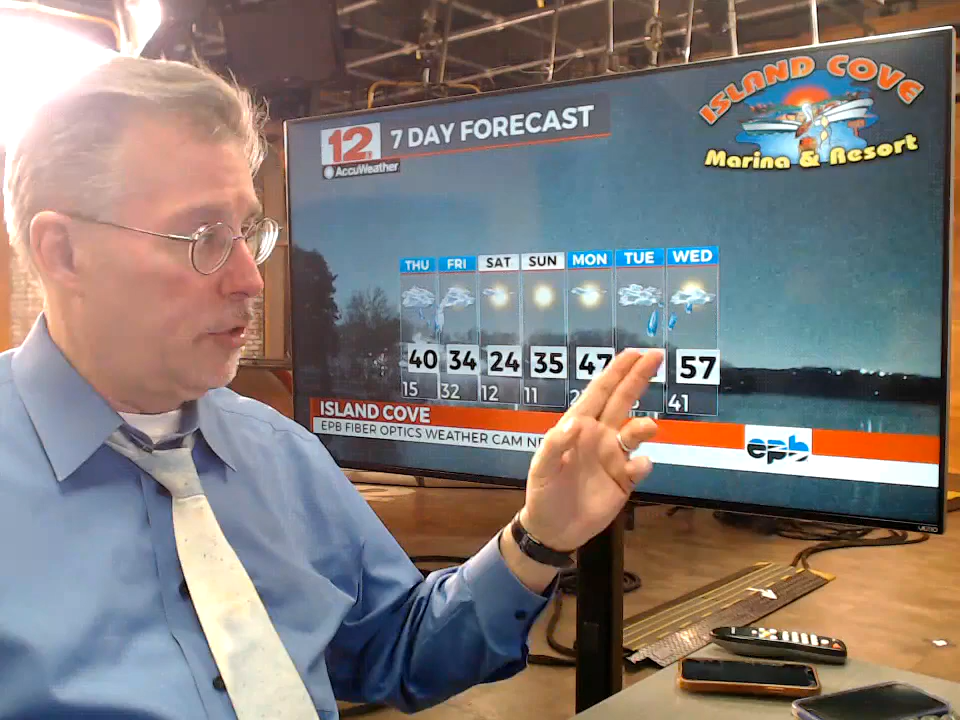 12
AccuWeather
7 DAY FORECAST
ISLAND COVE
Marina & Resort
THU FRI SAT SUN MON TUE WED
40 34 24 35 47 57
15 32 12 11 41
ISLAND COVE
EPB FIBER OPTICS WEATHER CAM
epb
VIZIO